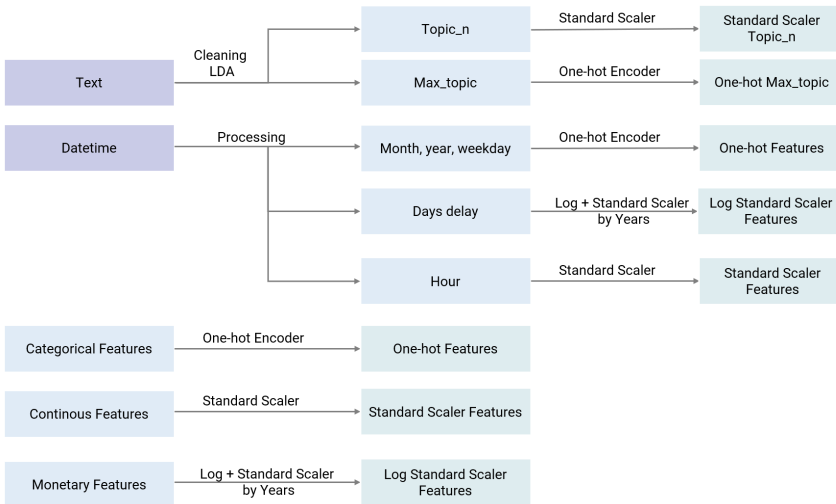 Cleaning
LDA
Text
Topic_n
Standard Scaler
Standard Scaler
Topic_n
Max_topic
One-hot Encoder
One-hot Max_topic
Datetime
Processing
Month, year, weekday
One-hot Encoder
One-hot Features
Days delay
Log + Standard Scaler
by Years
Log Standard Scaler
Features
Hour
Standard Scaler
Standard Scaler
Features
Categorical Features
One-hot Encoder
One-hot Features
Continous Features
Standard Scaler
Standard Scaler Features
Monetary Features
Log + Standard Scaler
by Years
Log Standard Scaler
Features